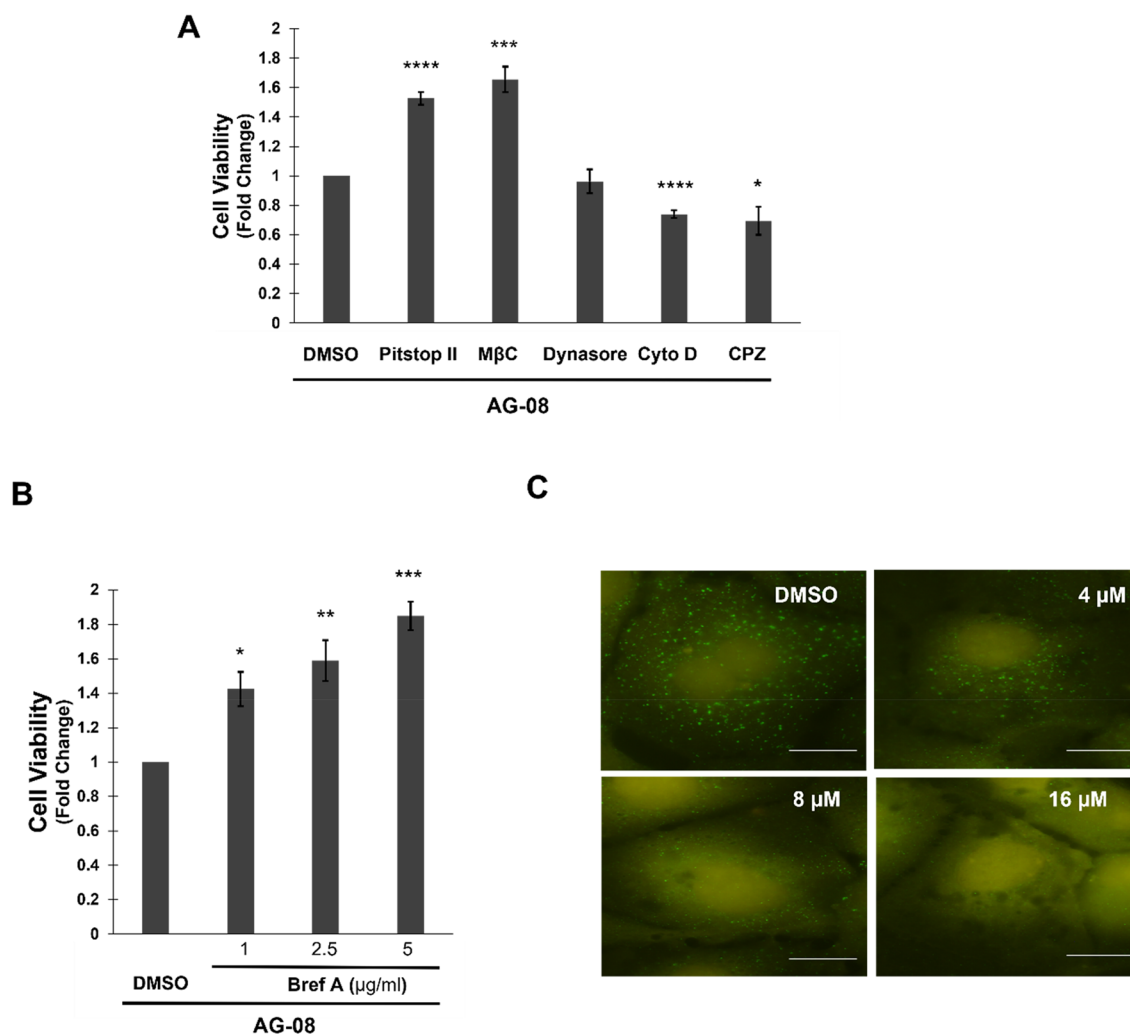 A
Cell Viability
(Fold Change)
2
1.8
1.6
1.4
1.2
1
0.8
0.6
0.4
0.2
0
****
***
****
*
DMSO Pitstop II MβC Dynasore Cyto D CPZ
AG-08
B
Cell Viability
(Fold Change)
2
1.8
1.6
1.4
1.2
1
0.8
0.6
0.4
0.2
0
*
**
***
1 2.5 5
DMSO Bref A (µg/ml)
AG-08
C
DMSO 4 µM
8 µM 16 µM